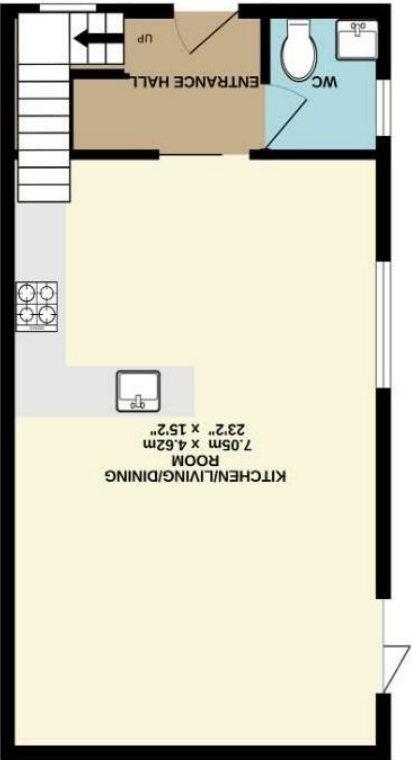 KITCHEN/LIVING/DINING
ROOM
7.05m x 4.62m
23'2" x 15'2"
WC
ENTRANCE HALL
UP